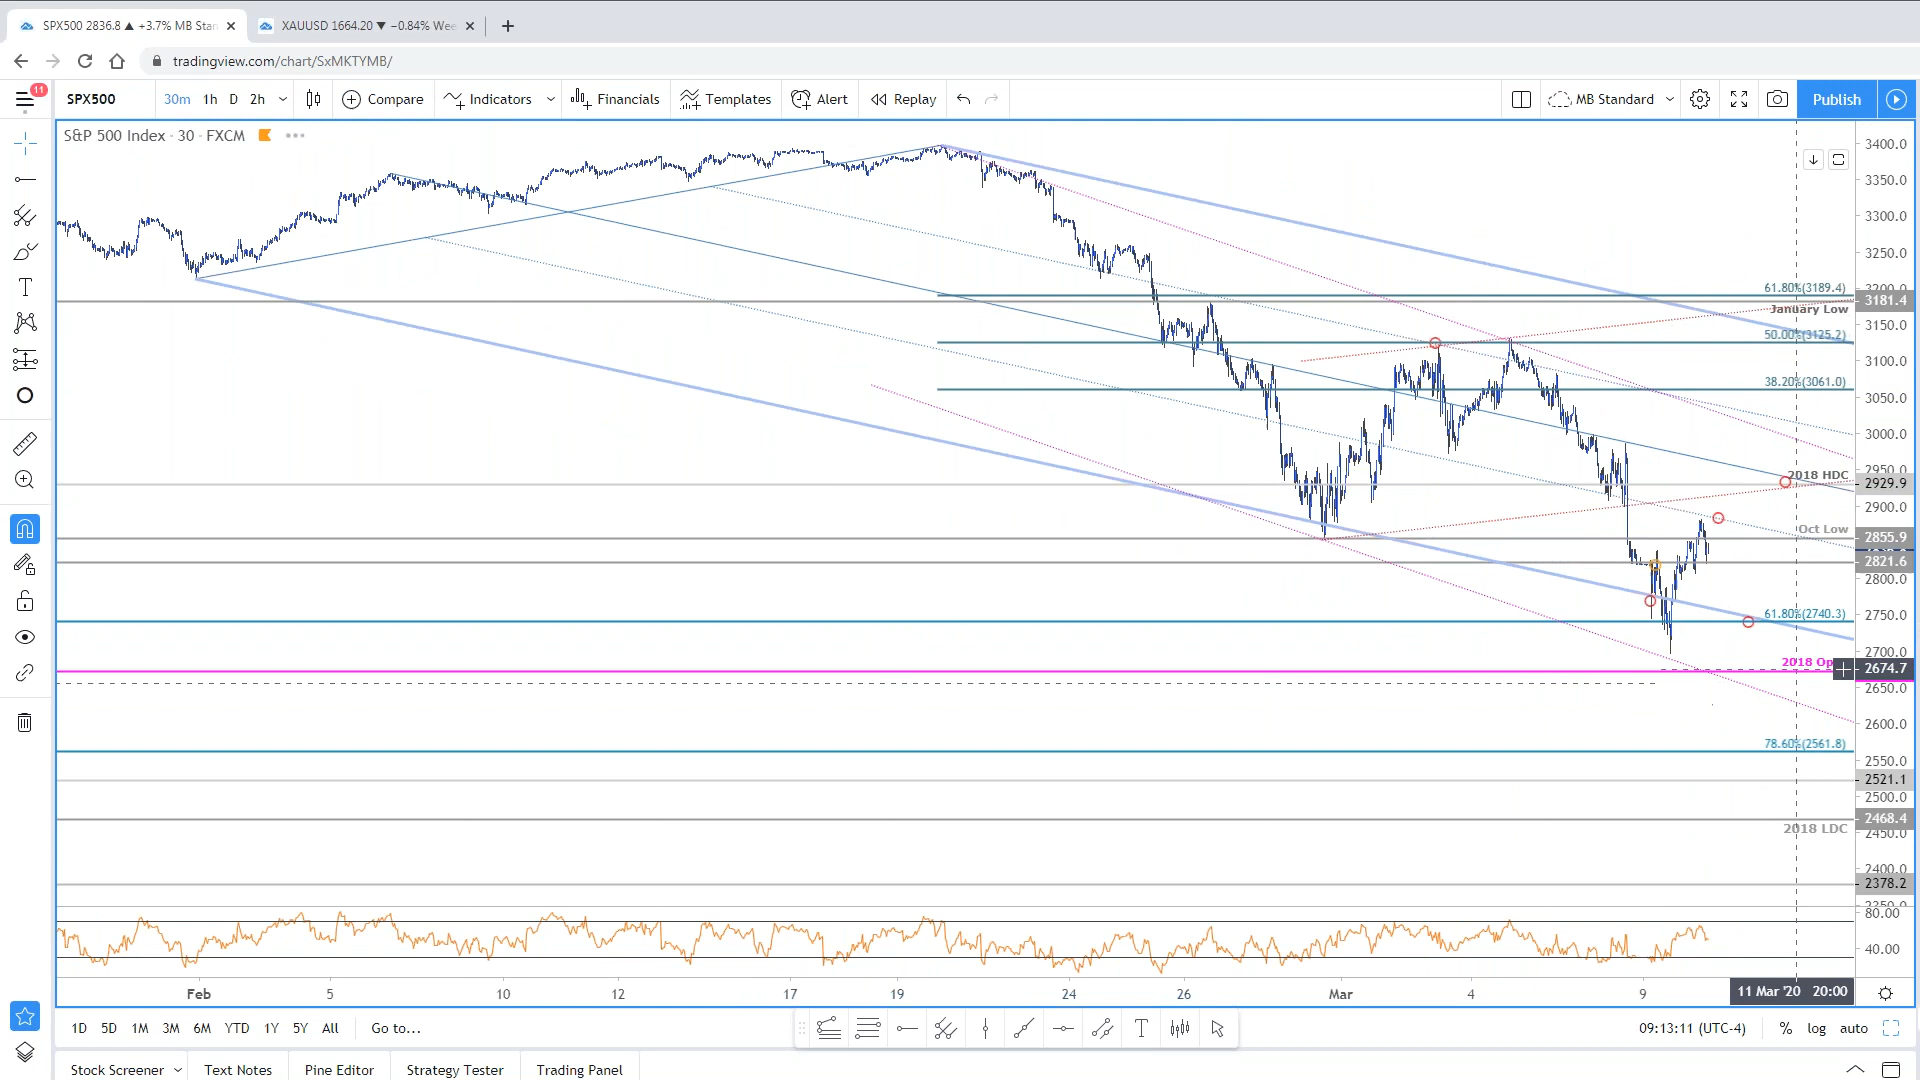 SPX500 2836.8 ▲ +3.7% MB Stan
XAUUSD 1664.20 ▼ −0.84% Wee
tradingview.com/chart/SxMKTYMB/
11
SPX500 30m 1h D 2h Compare Indicators Financials Templates Alert Replay MB Standard Publish
S&P 500 Index · 30 · FXCM
3400.0
3350.0
3300.0
3250.0
61.80%(3189.4)
3181.4
January Low
3150.0
50.00%(3125.2)
3100.0
38.20%(3061.0)
3050.0
3000.0
2950.0
2018 HDC
2929.9
2900.0
Oct Low
2855.9
2821.6
2800.0
61.80%(2740.3)
2750.0
2700.0
2018 Op
2674.7
2650.0
2600.0
78.60%(2561.8)
2550.0
2521.1
2500.0
2468.4
2018 LDC
2450.0
2400.0
2378.2
80.00
40.00
Feb 5 10 12 17 19 24 26 Mar 4 9 11 Mar '20 20:00
1D 5D 1M 3M 6M YTD 1Y 5Y All Go to... 09:13:11 (UTC-4) % log auto
Stock Screener Text Notes Pine Editor Strategy Tester Trading Panel